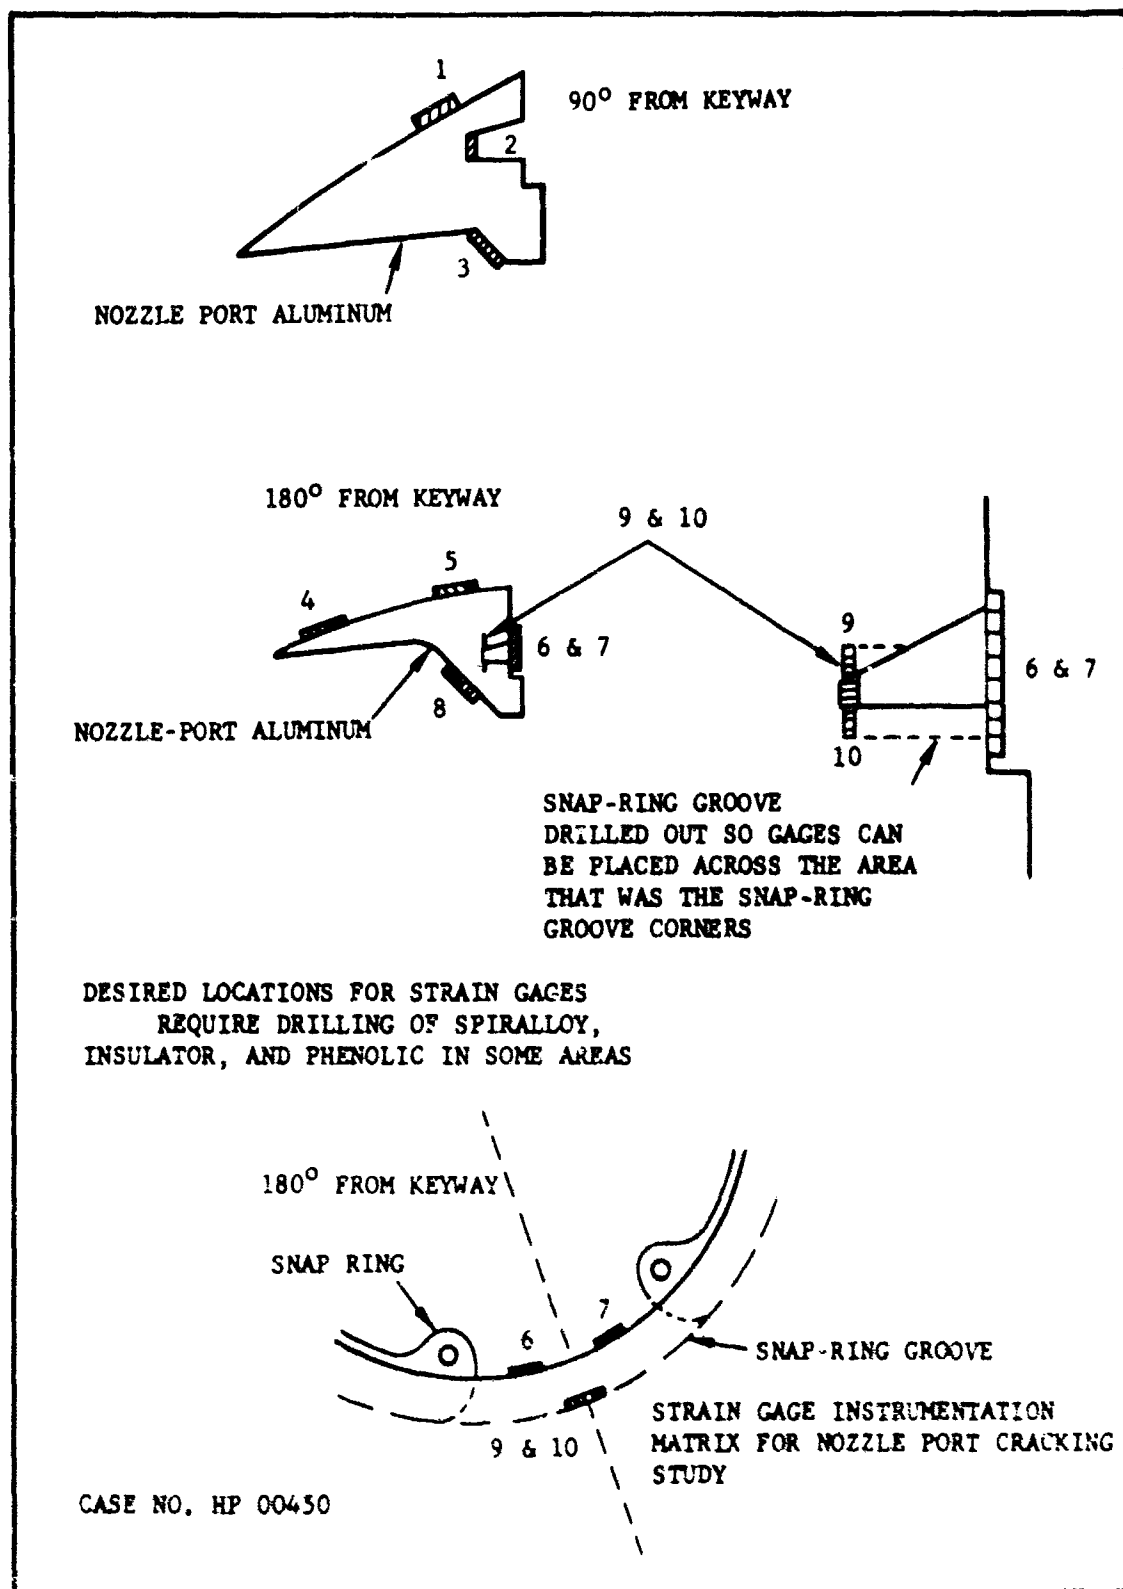 1
90° FROM KEYWAY
2
3
NOZZLE PORT ALUMINUM
180° FROM KEYWAY
9 & 10
5
4
9
6 & 7
6 & 7
8
NOZZLE-PORT ALUMINUM
10
SNAP-RING GROOVE
DRILLED OUT SO GAGES CAN
BE PLACED ACROSS THE AREA
THAT WAS THE SNAP-RING
GROOVE CORNERS
DESIRED LOCATIONS FOR STRAIN GAGES
REQUIRE DRILLING OF SPIRALLOY,
INSULATOR, AND PHENOLIC IN SOME AREAS
180° FROM KEYWAY
SNAP RING
7
6
SNAP-RING GROOVE
9 & 10
STRAIN GAGE INSTRUMENTATION
MATRIX FOR NOZZLE PORT CRACKING
STUDY
CASE NO. HP 00450